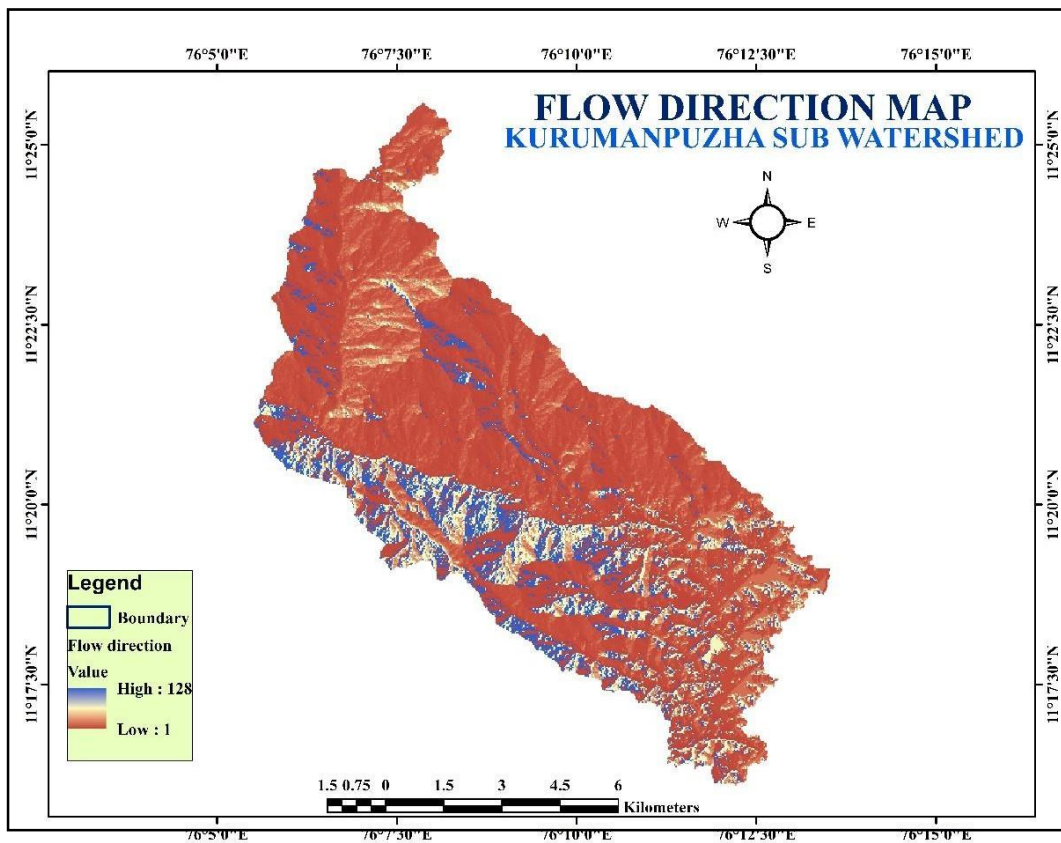 76°5'0"E 76°7'30"E 76°10'0"E 76°12'30"E 76°15'0"E
FLOW DIRECTION MAP
KURUMANPUZHA SUB WATERSHED
11°25'0"N 11°25'0"N
N
W E
S
11°22'30"N 11°22'30"N
11°20'0"N 11°20'0"N
Legend
Boundary
Flow direction
Value
High : 128
Low : 1
11°17'30"N 11°17'30"N
1.5 0.75 0 1.5 3 4.5 6
Kilometers
76°5'0"E 76°7'30"E 76°10'0"E 76°12'30"E 76°15'0"E